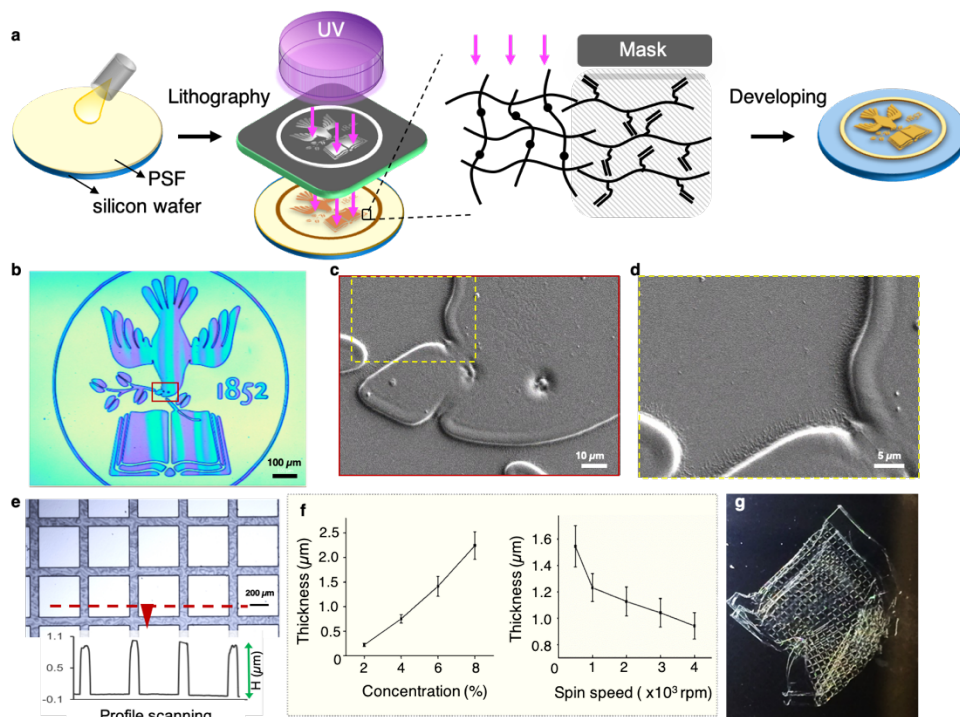 a
UV
Mask
Lithography
Developing
PSF
silicon wafer
b
1852
100 µm
c
10 µm
d
5 µm
e
200 µm
1.1
0.5
-0.1
H (µm)
Profile scanning
f
Thickness (µm)
2.5
2.0
1.5
1.0
0.5
0
2 4 6 8
Concentration (%)
Thickness (µm)
1.6
1.4
1.2
1.0
0.8
0 1 2 3 4
Spin speed ( x10³ rpm)
g